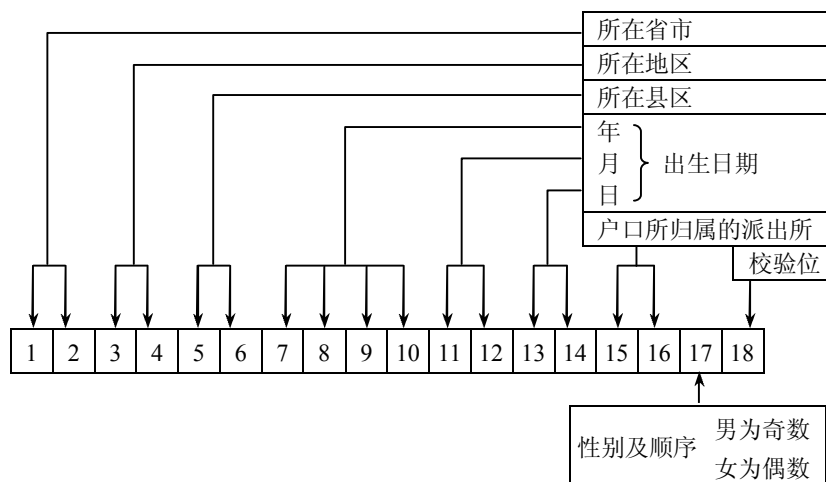 所在省市
所在地区
所在县区
年
月
日
出生日期
户口所归属的派出所
校验位
1 2 3 4 5 6 7 8 9 10 11 12 13 14 15 16 17 18
性别及顺序
男为奇数
女为偶数